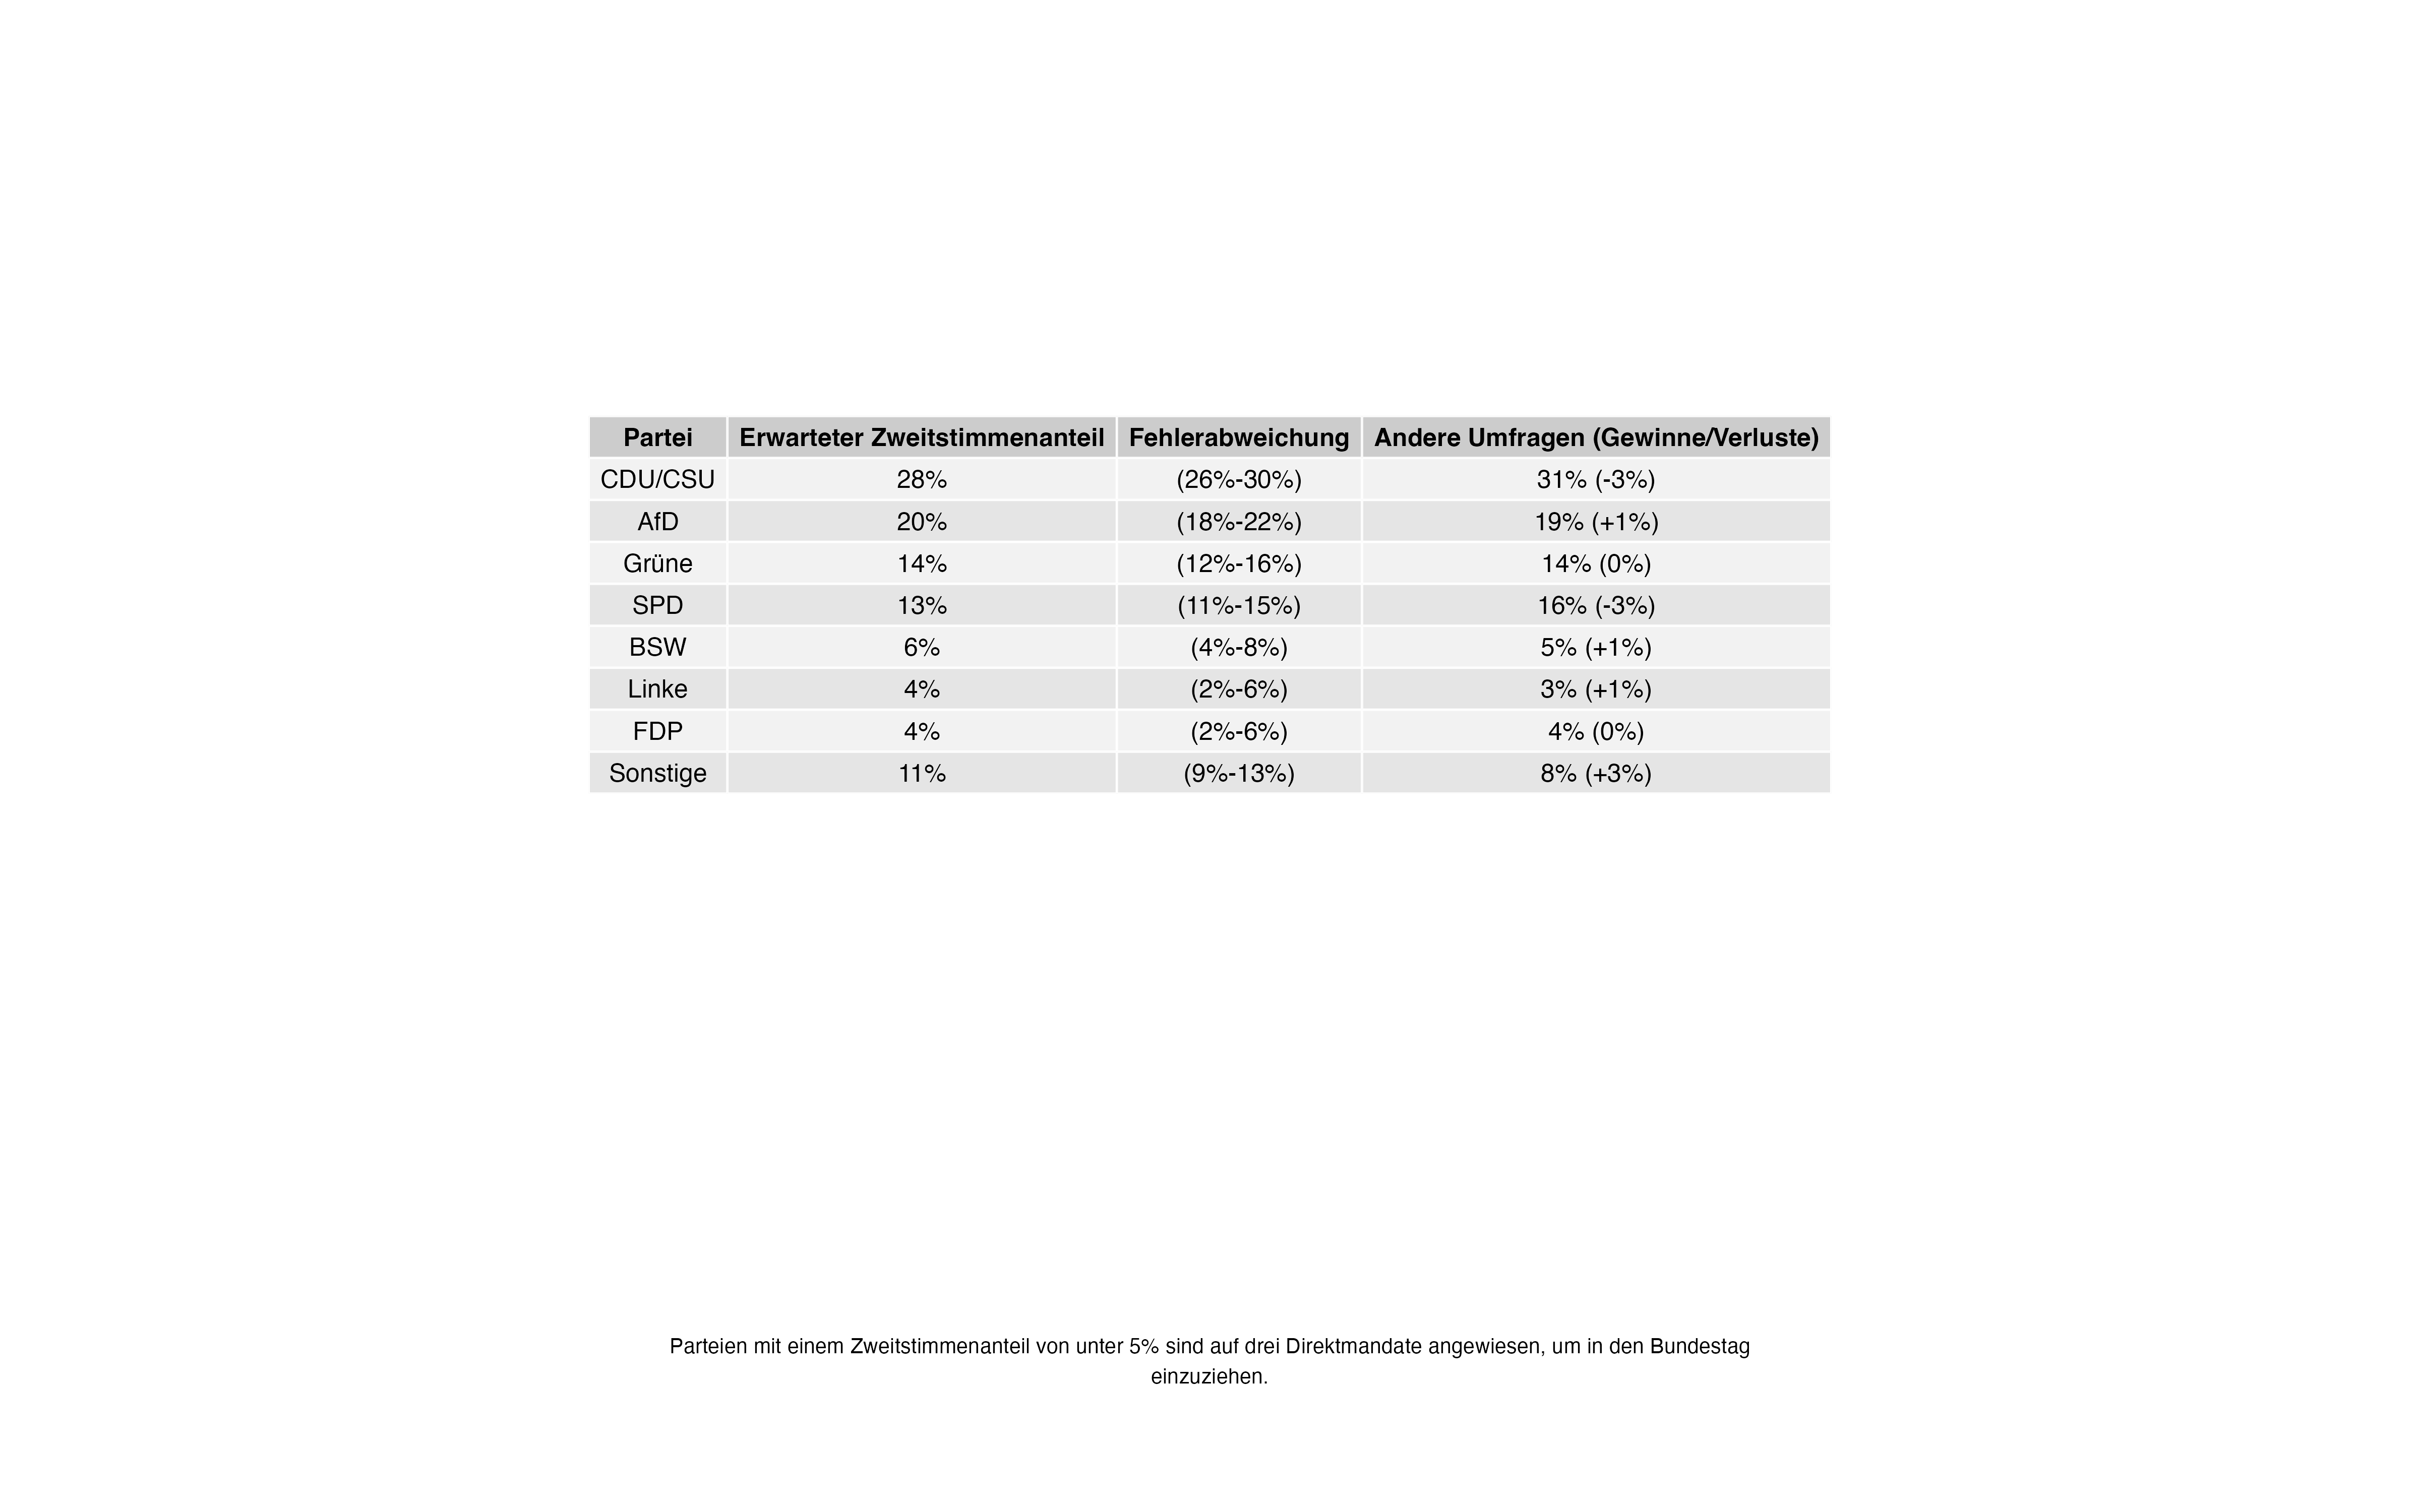 Partei Erwarteter Zweitstimmenanteil Fehlerabweichung Andere Umfragen (Gewinne/Verluste)
CDU/CSU 28% (26%-30%) 31% (-3%)
AfD 20% (18%-22%) 19% (+1%)
Grüne 14% (12%-16%) 14% (0%)
SPD 13% (11%-15%) 16% (-3%)
BSW 6% (4%-8%) 5% (+1%)
Linke 4% (2%-6%) 3% (+1%)
FDP 4% (2%-6%) 4% (0%)
Sonstige 11% (9%-13%) 8% (+3%)
Parteien mit einem Zweitstimmenanteil von unter 5% sind auf drei Direktmandate angewiesen, um in den Bundestag
einzuziehen.